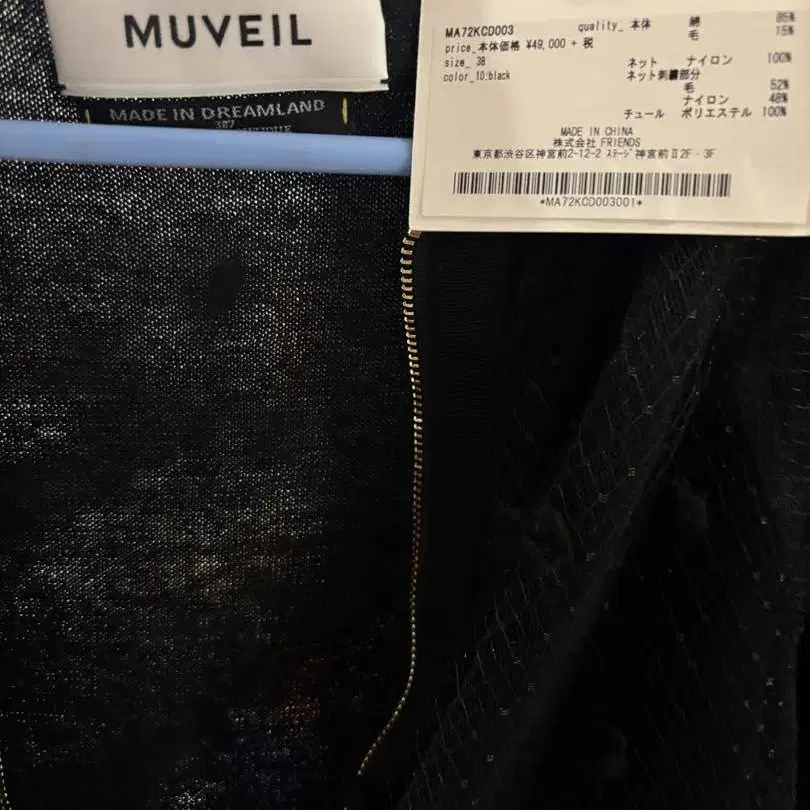 MUVEIL
MADE IN DREAMLAND
MA72KCD003
quality_ 本体 綿 85%
毛 15%
price_本体価格 ¥49,000 + 税
size_ 38
color_10:black
ネット ナイロン 100%
ネット刺繍部分
毛 52%
ナイロン 48%
チュール ポリエステル 100%
MADE IN CHINA
株式会社 FRIENDS
東京都渋谷区神宮前2-12-2 ｽﾃｰｼﾞ神宮前Ⅱ2F・3F
*MA72KCD003001*